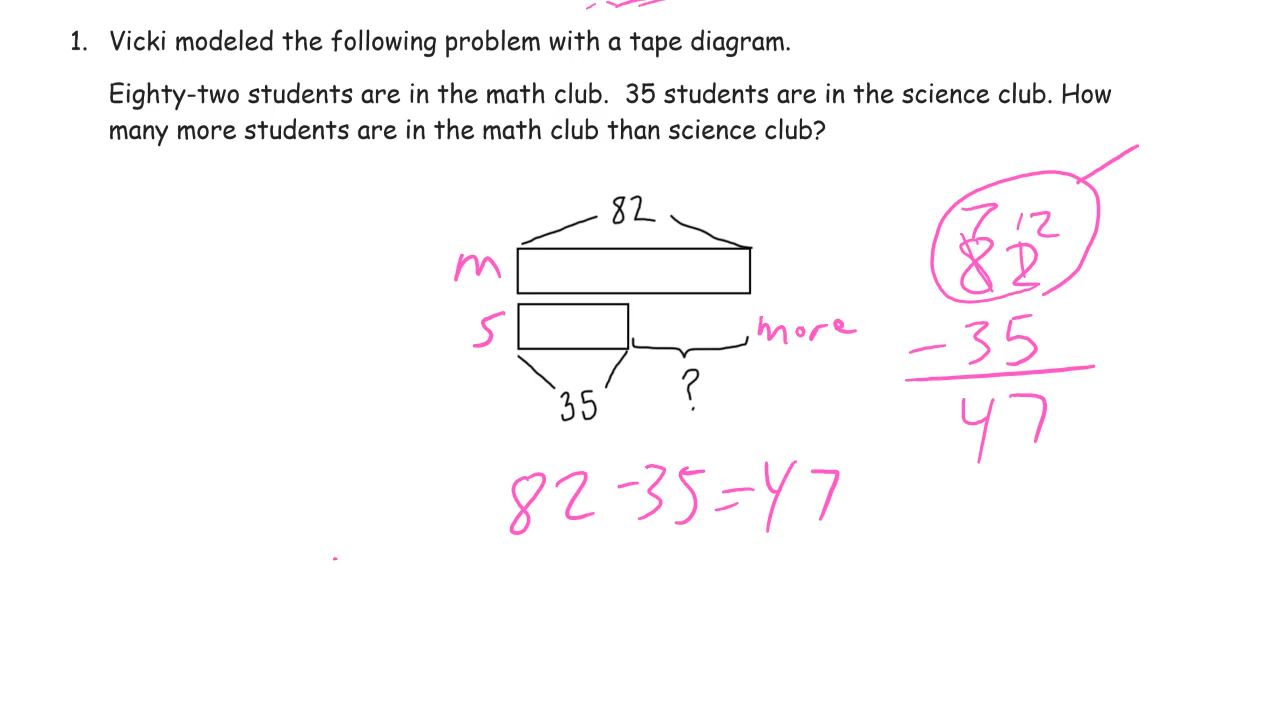 1. Vicki modeled the following problem with a tape diagram.
Eighty-two students are in the math club. 35 students are in the science club. How
many more students are in the math club than science club?
82
m
S
more
35
?
82 - 35 = 47
7 12
82
- 35
47